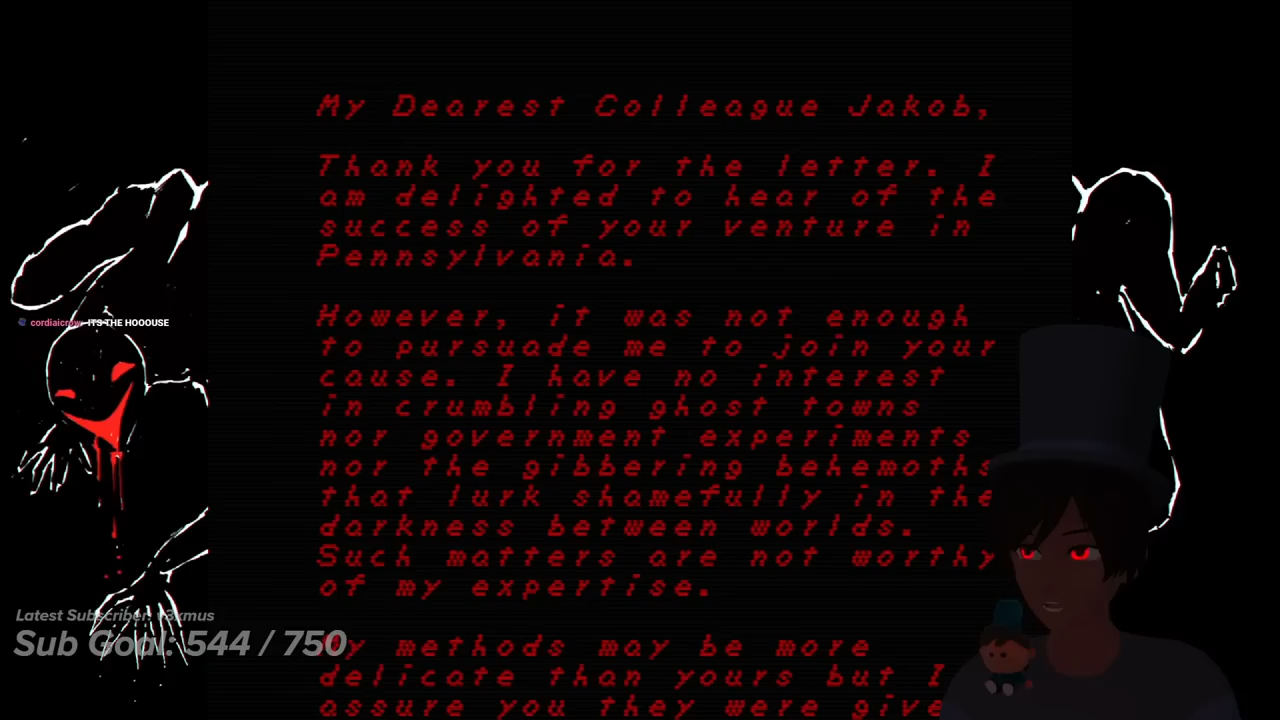 My Dearest Colleague Jakob,
Thank you for the letter. I
am delighted to hear of the
success of your venture in
Pennsylvania.
However, it was not enough
to pursuade me to join your
cause. I have no interest
in crumbling ghost towns
nor government experiments
nor the gibbering behemoths
that lurk shamefully in the
darkness between worlds.
Such matters are not worthy
of my expertise.
My methods may be more
delicate than yours but I
assure you they were give
ITS THE HOOOUSE
Latest Subscriber:
Sub Goal: 544 / 750